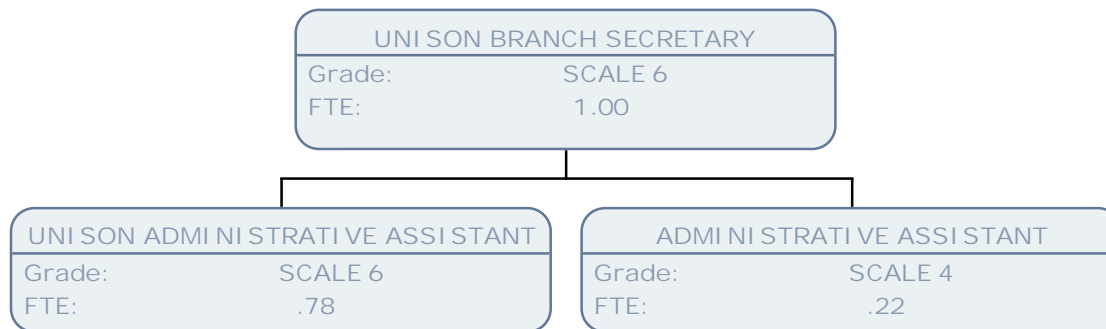 UNISON BRANCH SECRETARY
Grade: SCALE 6
FTE: 1.00
UNISON ADMINISTRATIVE ASSISTANT
Grade: SCALE 6
FTE: .78
ADMINISTRATIVE ASSISTANT
Grade: SCALE 4
FTE: .22